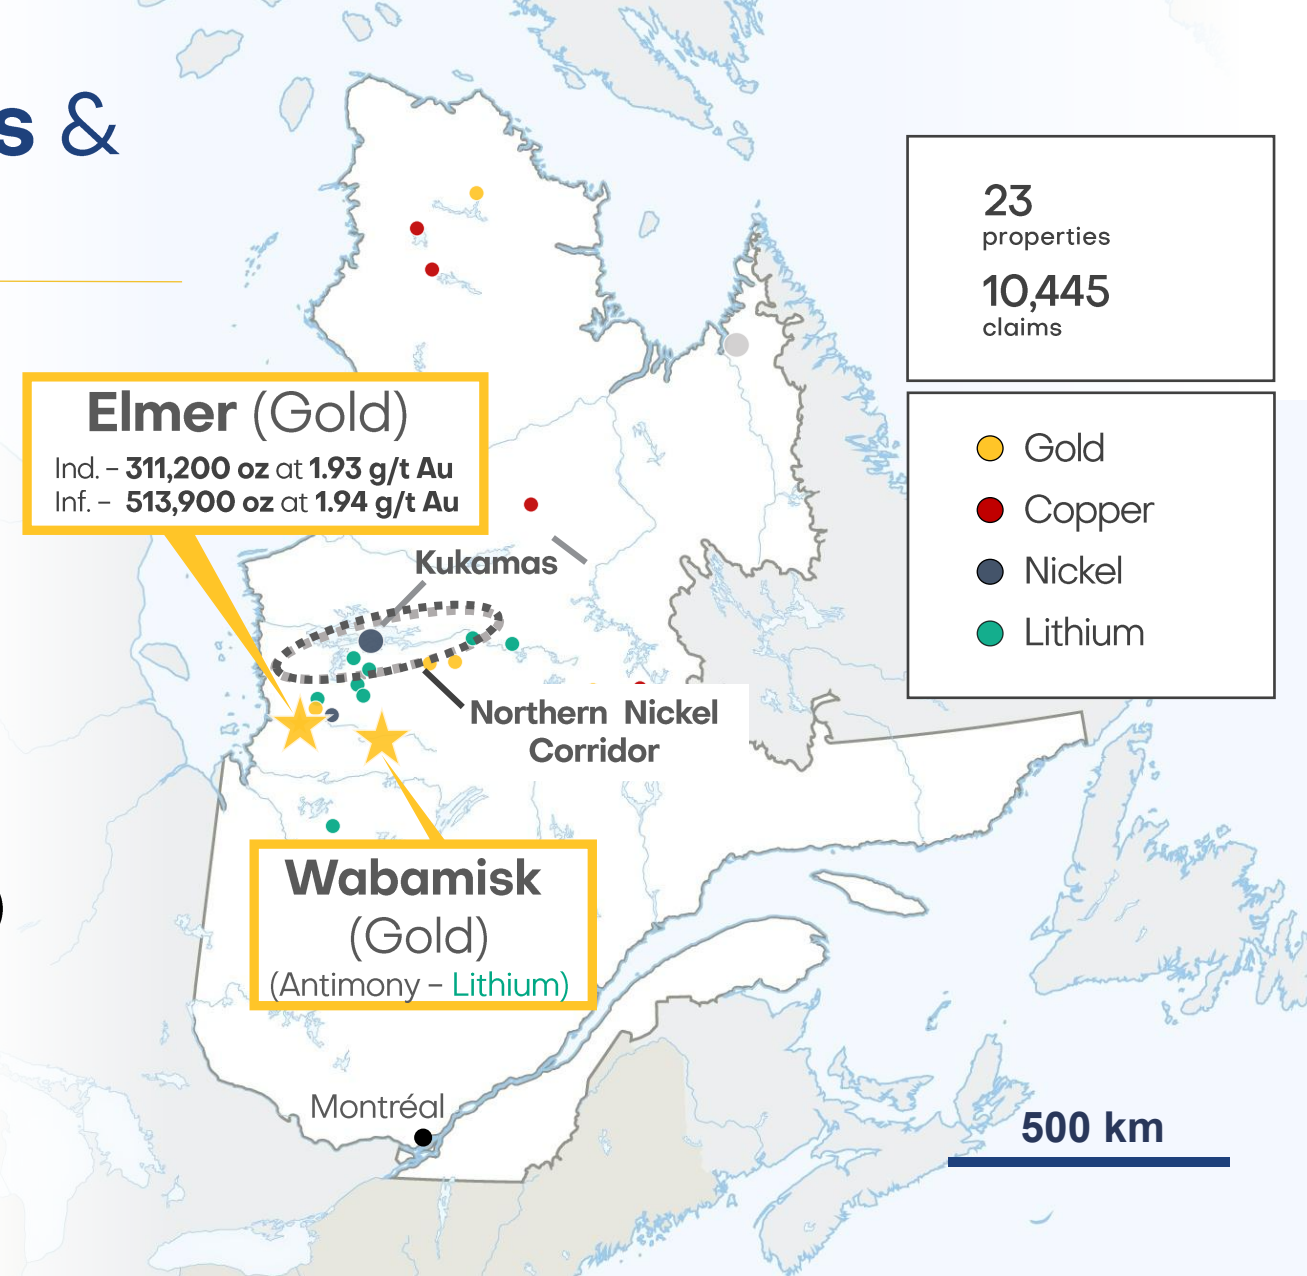 s &
23
properties
10,445
claims
Elmer (Gold)
Ind. – 311,200 oz at 1.93 g/t Au
Inf. – 513,900 oz at 1.94 g/t Au
Gold
Copper
Nickel
Lithium
Kukamas
Northern Nickel
Corridor
Wabamisk
(Gold)
(Antimony – Lithium)
Montréal
500 km
)